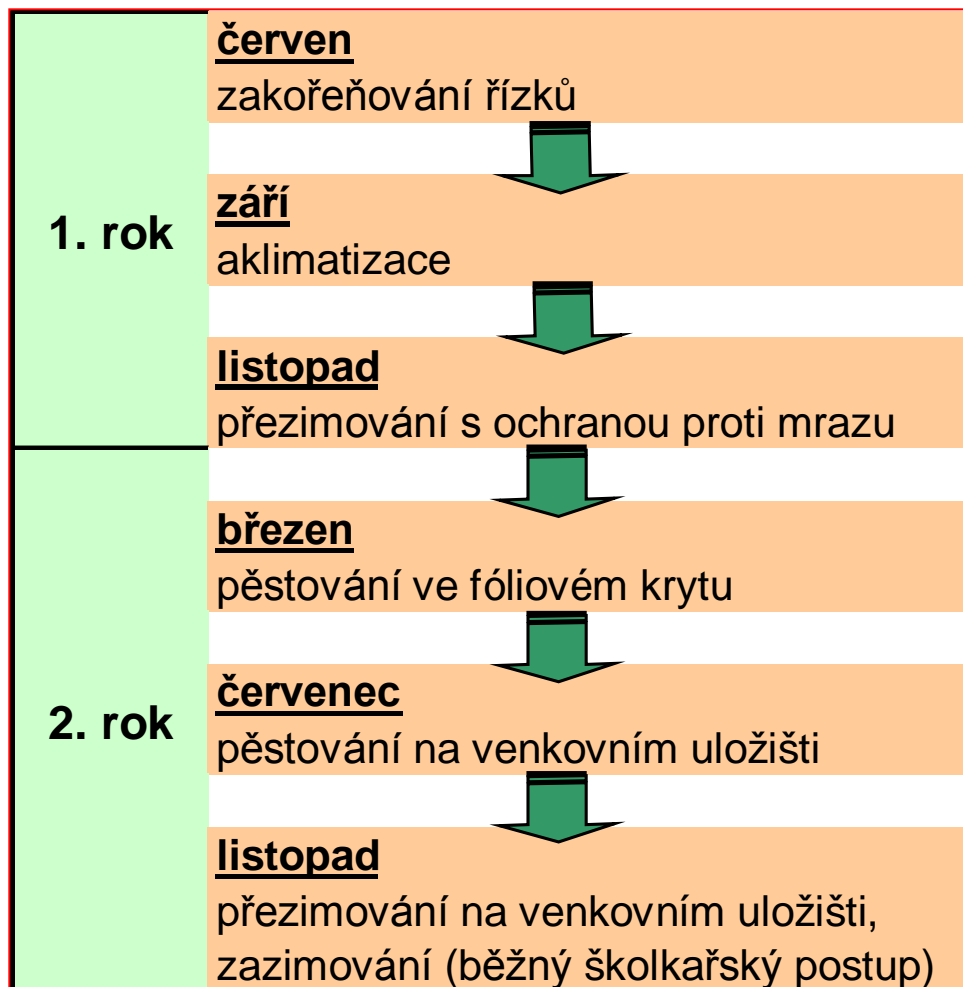 1. rok
červen
zakořeňování řízků
září
aklimatizace
listopad
přezimování s ochranou proti mrazu
2. rok
březen
pěstování ve fóliovém krytu
červenec
pěstování na venkovním uložišti
listopad
přezimování na venkovním uložišti,
zazimování (běžný školkařský postup)